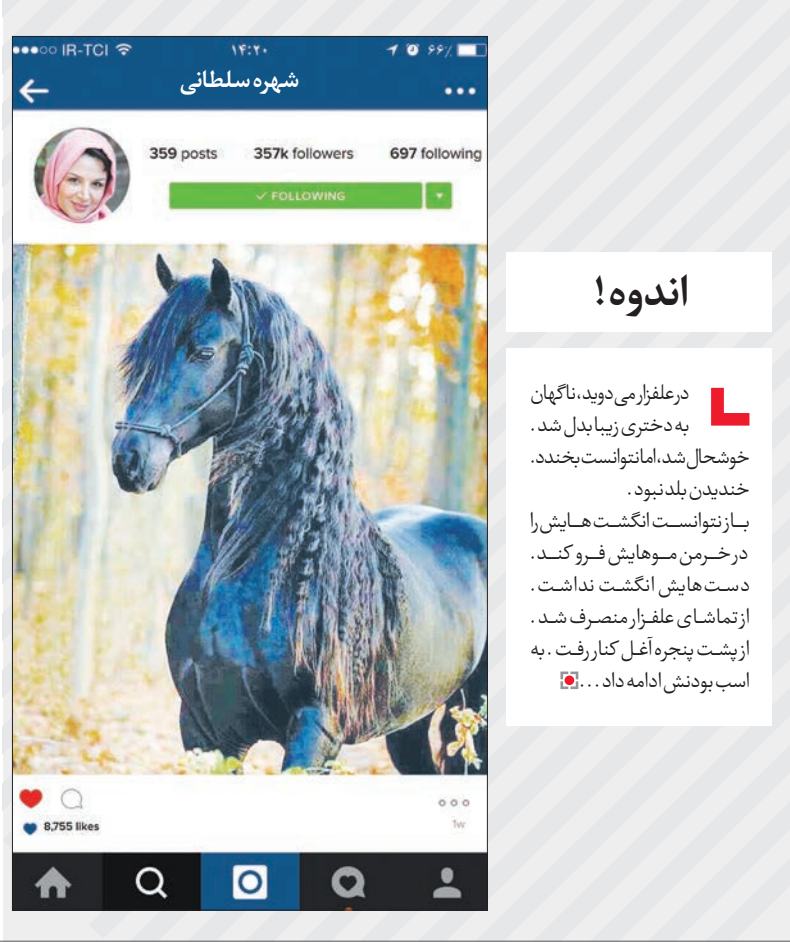 IR-TCI ۱۴:۲۰ ۶۶٪
شهره سلطانی
359 posts 357k followers 697 following
FOLLOWING
8,755 likes
1w
اندوه!
در علفزار می‌دوید، ناگهان
به دختری زیبا بدل شد.
خوشحال شد، اما نتوانست بخندد.
خندیدن بلد نبود.
باز نتوانست انگشت‌هایش را
در خرمن موهایش فرو کند.
دست‌هایش انگشت نداشت.
از تماشای علفزار منصرف شد.
از پشت پنجره آغل کنار رفت. به
اسب بودنش ادامه داد...